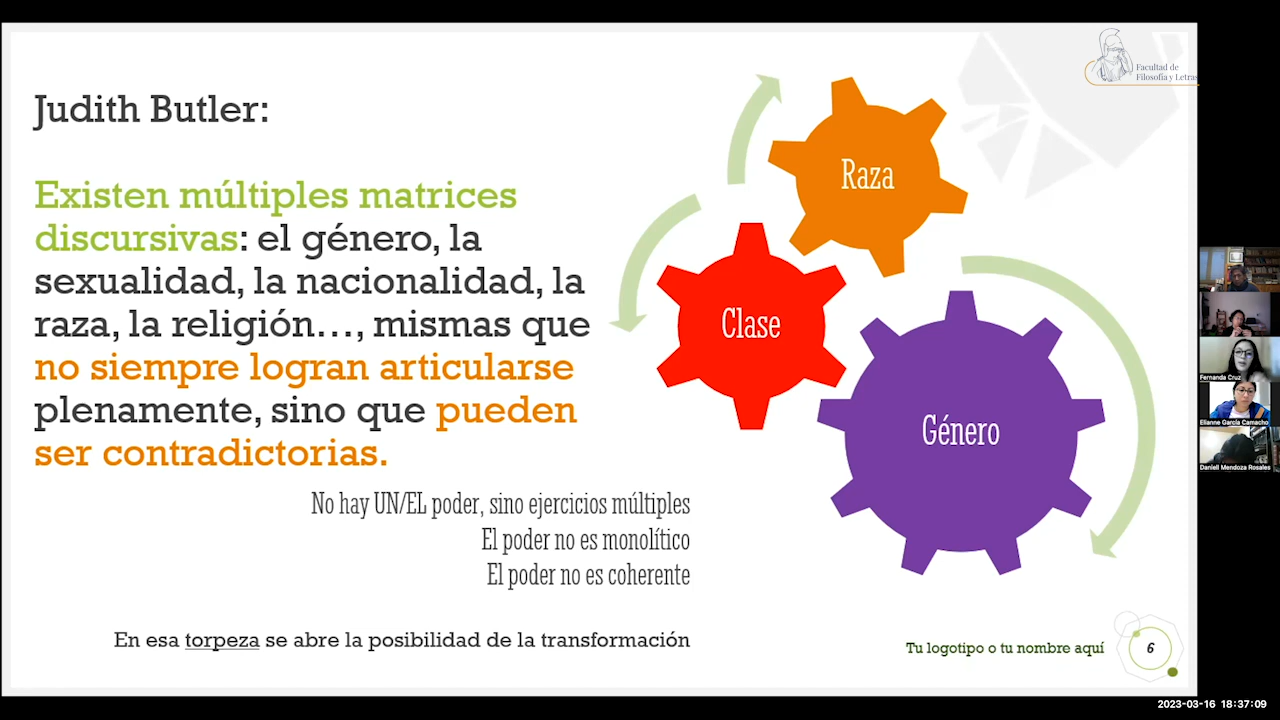 Facultad de
Filosofía y Letras
Judith Butler:
Existen múltiples matrices
discursivas: el género, la
sexualidad, la nacionalidad, la
raza, la religión…, mismas que
no siempre logran articularse
plenamente, sino que pueden
ser contradictorias.
No hay UN/EL poder, sino ejercicios múltiples
El poder no es monolítico
El poder no es coherente
En esa torpeza se abre la posibilidad de la transformación
Raza
Clase
Género
Tu logotipo o tu nombre aquí
6
Fernanda Cruz
Elianne García Camacho
Daniell Mendoza Rosales
2023-03-16 18:37:09